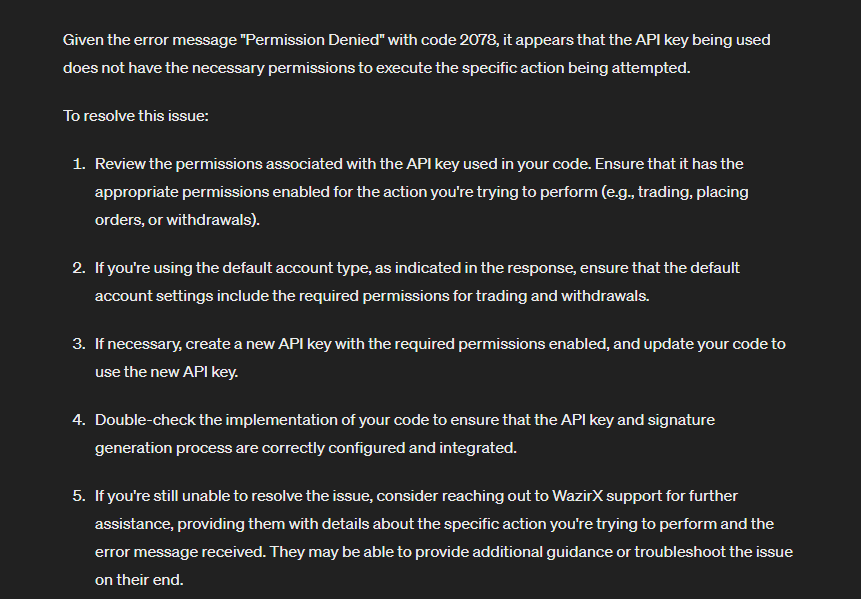 Given the error message "Permission Denied" with code 2078, it appears that the API key being used
does not have the necessary permissions to execute the specific action being attempted.
To resolve this issue:
1. Review the permissions associated with the API key used in your code. Ensure that it has the
appropriate permissions enabled for the action you're trying to perform (e.g., trading, placing
orders, or withdrawals).
2. If you're using the default account type, as indicated in the response, ensure that the default
account settings include the required permissions for trading and withdrawals.
3. If necessary, create a new API key with the required permissions enabled, and update your code to
use the new API key.
4. Double-check the implementation of your code to ensure that the API key and signature
generation process are correctly configured and integrated.
5. If you're still unable to resolve the issue, consider reaching out to WazirX support for further
assistance, providing them with details about the specific action you're trying to perform and the
error message received. They may be able to provide additional guidance or troubleshoot the issue
on their end.